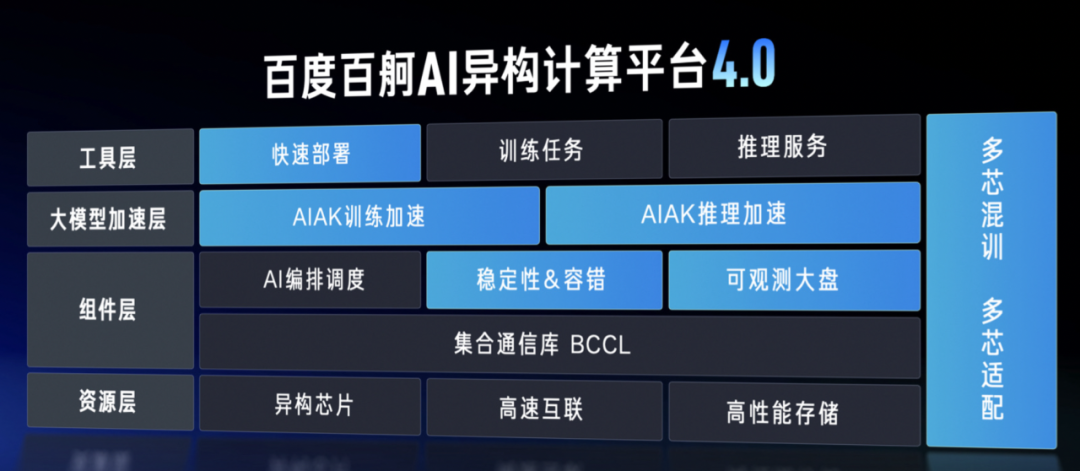 百度百舸AI异构计算平台4.0
工具层
快速部署
训练任务
推理服务
大模型加速层
AIAK训练加速
AIAK推理加速
组件层
AI编排调度
稳定性&容错
可观测大盘
集合通信库 BCCL
资源层
异构芯片
高速互联
高性能存储
多芯混训 多芯适配